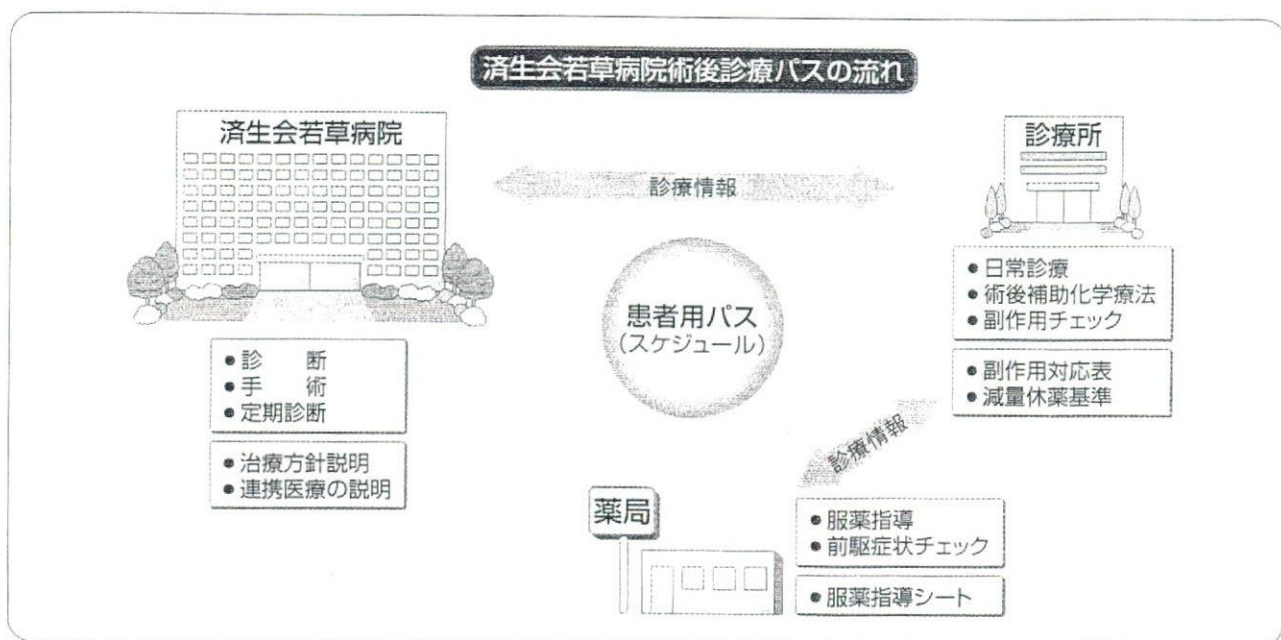 済生会若草病院術後診療パスの流れ
済生会若草病院
診療情報
診療所
患者用パス
(スケジュール)
●日常診療
●術後補助化学療法
●副作用チェック
●副作用対応表
●減量休薬基準
●診　　断
●手　　術
●定期診断
●治療方針説明
●連携医療の説明
診療情報
薬局
●服薬指導
●前駆症状チェック
●服薬指導シート